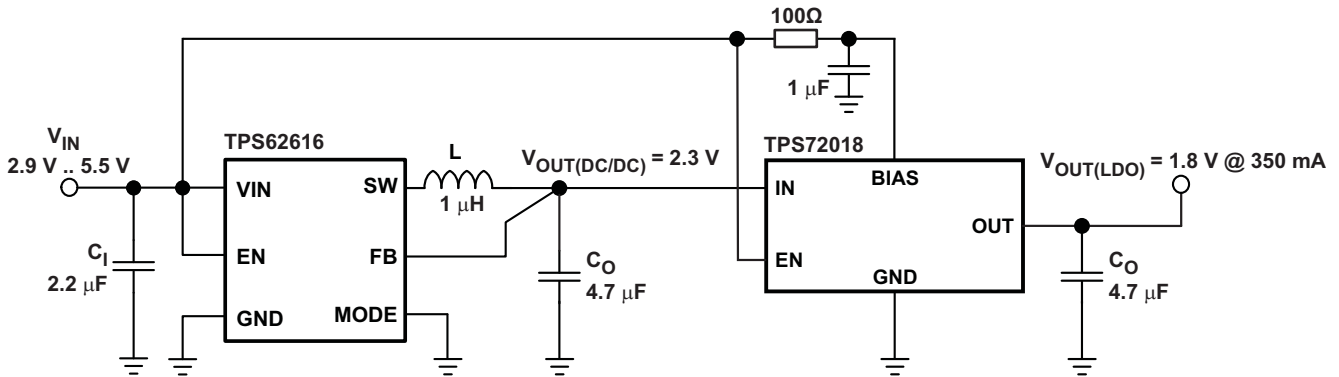 100Ω
1 μF
V_IN
2.9 V .. 5.5 V
TPS62616
L
1 μH
V_OUT(DC/DC) = 2.3 V
TPS72018
V_OUT(LDO) = 1.8 V @ 350 mA
VIN
SW
IN
BIAS
OUT
C_I
2.2 μF
EN
FB
C_O
4.7 μF
EN
GND
C_O
4.7 μF
GND
MODE